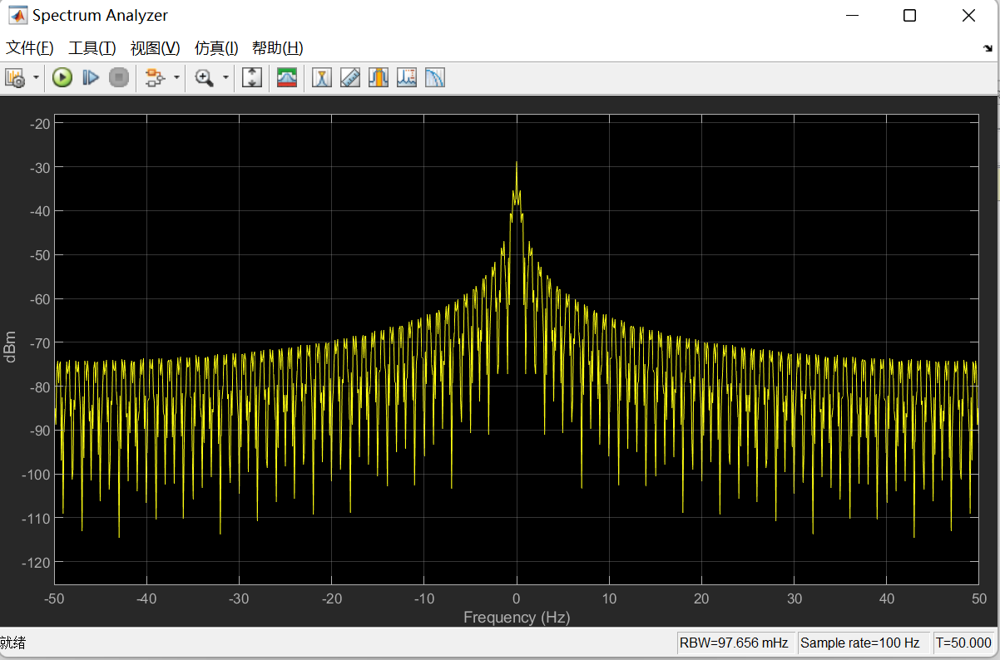 Spectrum Analyzer
文件(F) 工具(T) 视图(V) 仿真(I) 帮助(H)
-20
-30
-40
-50
-60
-70
-80
-90
-100
-110
-120
dBm
-50 -40 -30 -20 -10 0 10 20 30 40 50
Frequency (Hz)
就绪 RBW=97.656 mHz Sample rate=100 Hz T=50.000